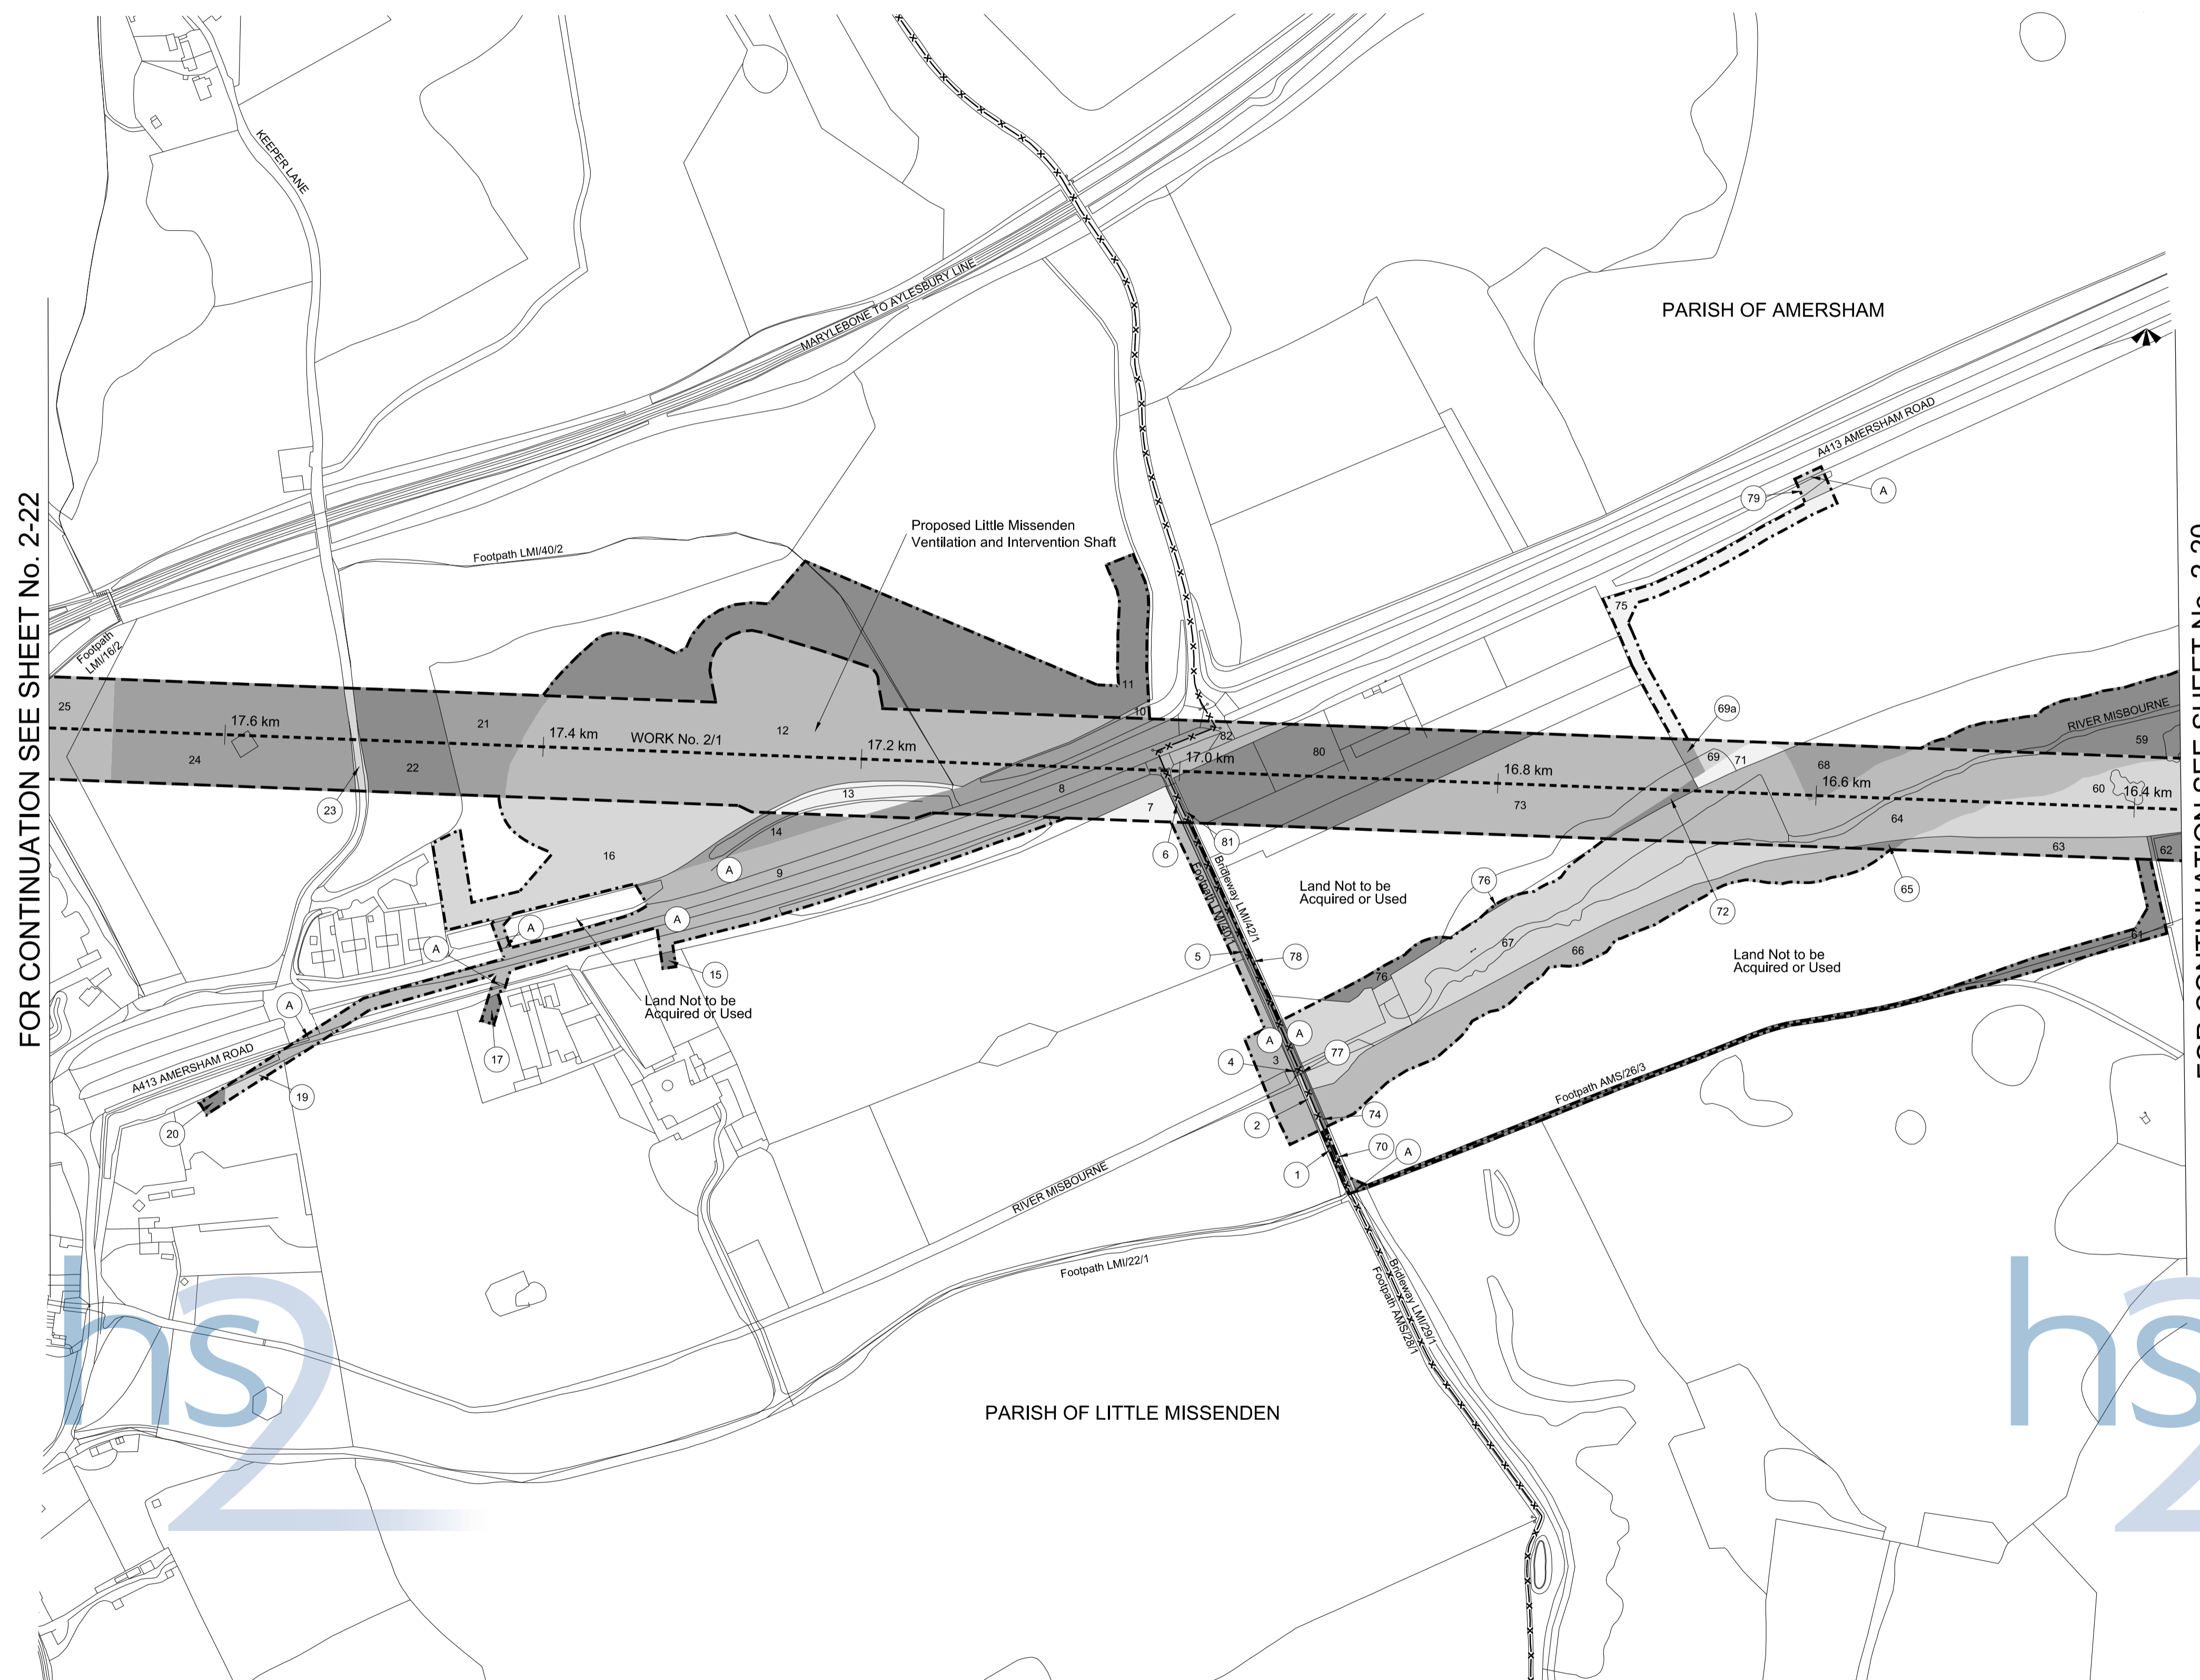 KEEPER LANE
MARYLEBONE TO AYLESBURY LINE
PARISH OF AMERSHAM
A413 AMERSHAM ROAD
79
A
FOR CONTINUATION SEE SHEET No. 2-22
Proposed Little Missenden
Ventilation and Intervention Shaft
Footpath LMI/40/2
Footpath
LMI/16/2
75
11
10
69a
RIVER MISBOURNE
59
25
17.6 km
21
17.4 km
WORK No. 2/1
12
17.2 km
82
17.0 km
80
16.8 km
69
71
68
16.6 km
60
16.4 km
24
22
23
13
8
7
73
64
14
16
A
9
6
81
63
62
65
Footpath LMI/40/1
Bridleway LMI/42/1
Land Not to be
Acquired or Used
76
72
A
A
A
67
66
61
5
78
76
Land Not to be
Acquired or Used
15
Land Not to be
Acquired or Used
A
17
A
A
3
4
77
Footpath AMS/26/3
A413 AMERSHAM ROAD
19
20
2
74
1
70
A
RIVER MISBOURNE
Footpath LMI/22/1
Bridleway LMI/29/1
Footpath AMS/28/1
PARISH OF LITTLE MISSENDEN
hs2
hs2